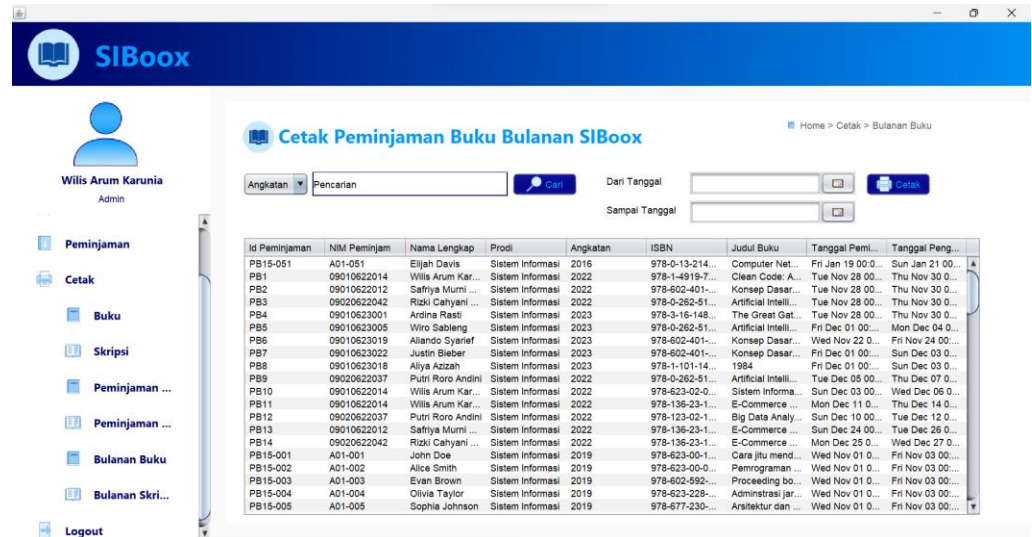 SIBoox
Wilis Arum Karunia
Admin
Peminjaman
Cetak
Buku
Skripsi
Peminjaman ...
Peminjaman ...
Bulanan Buku
Bulanan Skri...
Logout
Cetak Peminjaman Buku Bulanan SIBoox
Home > Cetak > Bulanan Buku
Angkatan Pencarian Cari Dari Tanggal Cetak
Sampai Tanggal
Id Peminjaman NIM Peminjam Nama Lengkap Prodi Angkatan ISBN Judul Buku Tanggal Pemi... Tanggal Peng...
PB15-051 A01-051 Elijah Davis Sistem Informasi 2016 978-0-13-214... Computer Net... Fri Jan 19 00:0... Sun Jan 21 00...
PB1 09010622014 Wilis Arum Kar... Sistem Informasi 2022 978-1-4919-7... Clean Code: A... Tue Nov 28 00... Thu Nov 30 0...
PB2 09010622012 Safriya Murni ... Sistem Informasi 2022 978-602-401-... Konsep Dasar... Tue Nov 28 00... Thu Nov 30 0...
PB3 09020622042 Rizki Cahyani ... Sistem Informasi 2022 978-0-262-51... Artificial Intelli... Tue Nov 28 00... Thu Nov 30 0...
PB4 09010623001 Ardina Rasti Sistem Informasi 2023 978-3-16-148... The Great Gat... Tue Nov 28 00... Thu Nov 30 0...
PB5 09010623005 Wiro Sableng Sistem Informasi 2023 978-0-262-51... Artificial Intelli... Fri Dec 01 00:... Mon Dec 04 0...
PB6 09010623019 Aliando Syarief Sistem Informasi 2023 978-602-401-... Konsep Dasar... Wed Nov 22 0... Fri Nov 24 00:...
PB7 09010623022 Justin Bieber Sistem Informasi 2023 978-602-401-... Konsep Dasar... Fri Dec 01 00:... Sun Dec 03 0...
PB8 09010623018 Aliya Azizah Sistem Informasi 2023 978-1-101-14... 1984 Fri Dec 01 00:... Sun Dec 03 0...
PB9 09020622037 Putri Roro Andini Sistem Informasi 2022 978-0-262-51... Artificial Intelli... Tue Dec 05 00... Thu Dec 07 0...
PB10 09010622014 Wilis Arum Kar... Sistem Informasi 2022 978-623-02-0... Sistem Informa... Sun Dec 03 00... Wed Dec 06 0...
PB11 09010622014 Wilis Arum Kar... Sistem Informasi 2022 978-136-23-1... E-Commerce ... Mon Dec 11 0... Thu Dec 14 0...
PB12 09020622037 Putri Roro Andini Sistem Informasi 2022 978-123-02-1... Big Data Analy... Sun Dec 10 00... Tue Dec 12 0...
PB13 09010622012 Safriya Murni ... Sistem Informasi 2022 978-136-23-1... E-Commerce ... Sun Dec 24 00... Tue Dec 26 0...
PB14 09020622042 Rizki Cahyani ... Sistem Informasi 2022 978-136-23-1... E-Commerce ... Mon Dec 25 0... Wed Dec 27 0...
PB15-001 A01-001 John Doe Sistem Informasi 2019 978-623-00-1... Cara jitu mend... Wed Nov 01 0... Fri Nov 03 00:...
PB15-002 A01-002 Alice Smith Sistem Informasi 2019 978-623-00-0... Pemrograman ... Wed Nov 01 0... Fri Nov 03 00:...
PB15-003 A01-003 Evan Brown Sistem Informasi 2019 978-602-592-... Proceeding bo... Wed Nov 01 0... Fri Nov 03 00:...
PB15-004 A01-004 Olivia Taylor Sistem Informasi 2019 978-623-228-... Adminstrasi jar... Wed Nov 01 0... Fri Nov 03 00:...
PB15-005 A01-005 Sophia Johnson Sistem Informasi 2019 978-677-230-... Arsitektur dan ... Wed Nov 01 0... Fri Nov 03 00:...